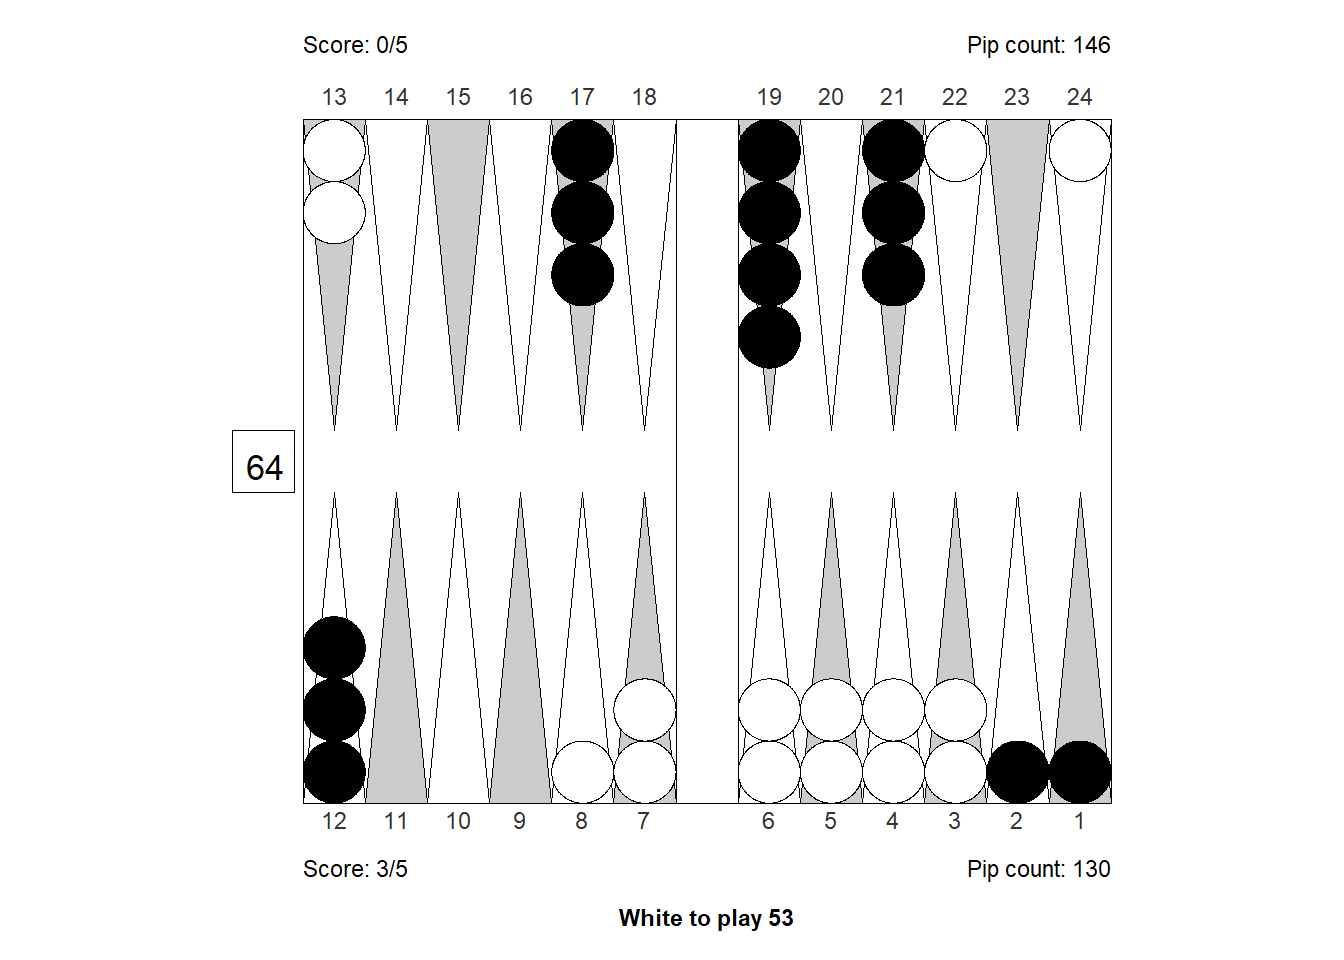 Score: 0/5 Pip count: 146
13 14 15 16 17 18 19 20 21 22 23 24
64
12 11 10 9 8 7 6 5 4 3 2 1
Score: 3/5 Pip count: 130
White to play 53